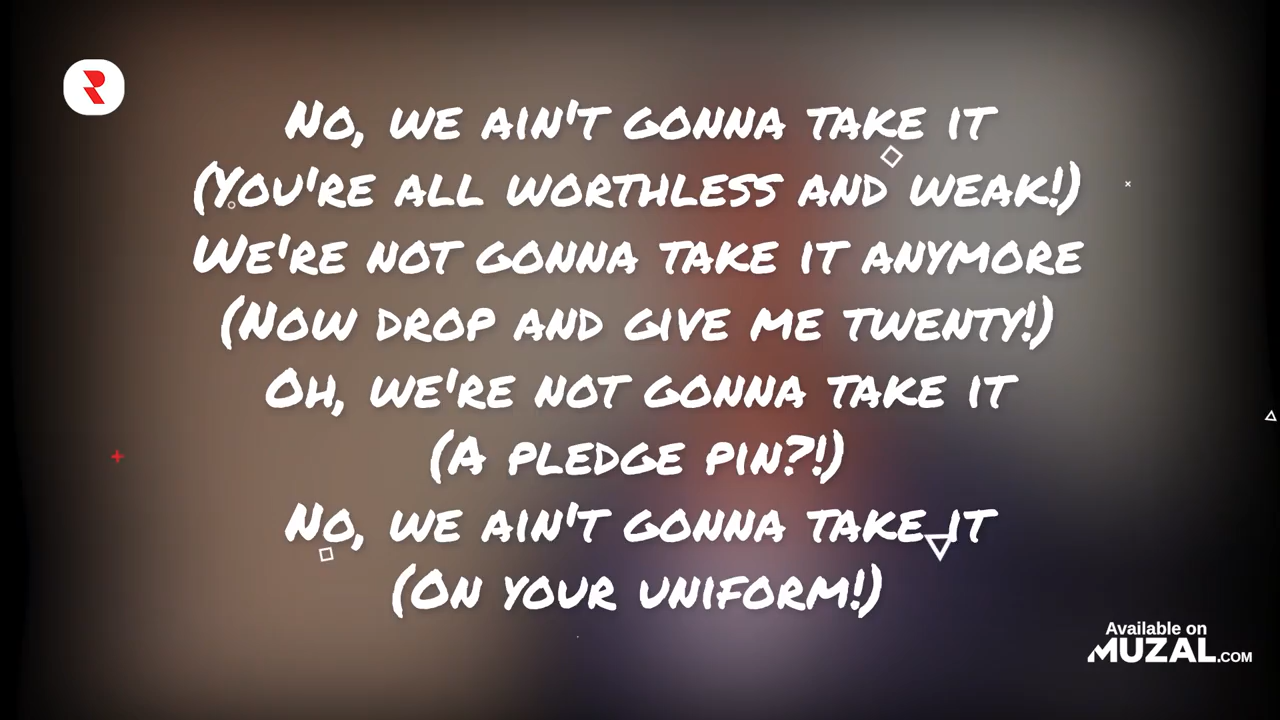 No, we ain't gonna take it
(You're all worthless and weak!)
We're not gonna take it anymore
(Now drop and give me twenty!)
Oh, we're not gonna take it
(A pledge pin?!)
No, we ain't gonna take it
(On your uniform!)
Available on
MUZAL.COM